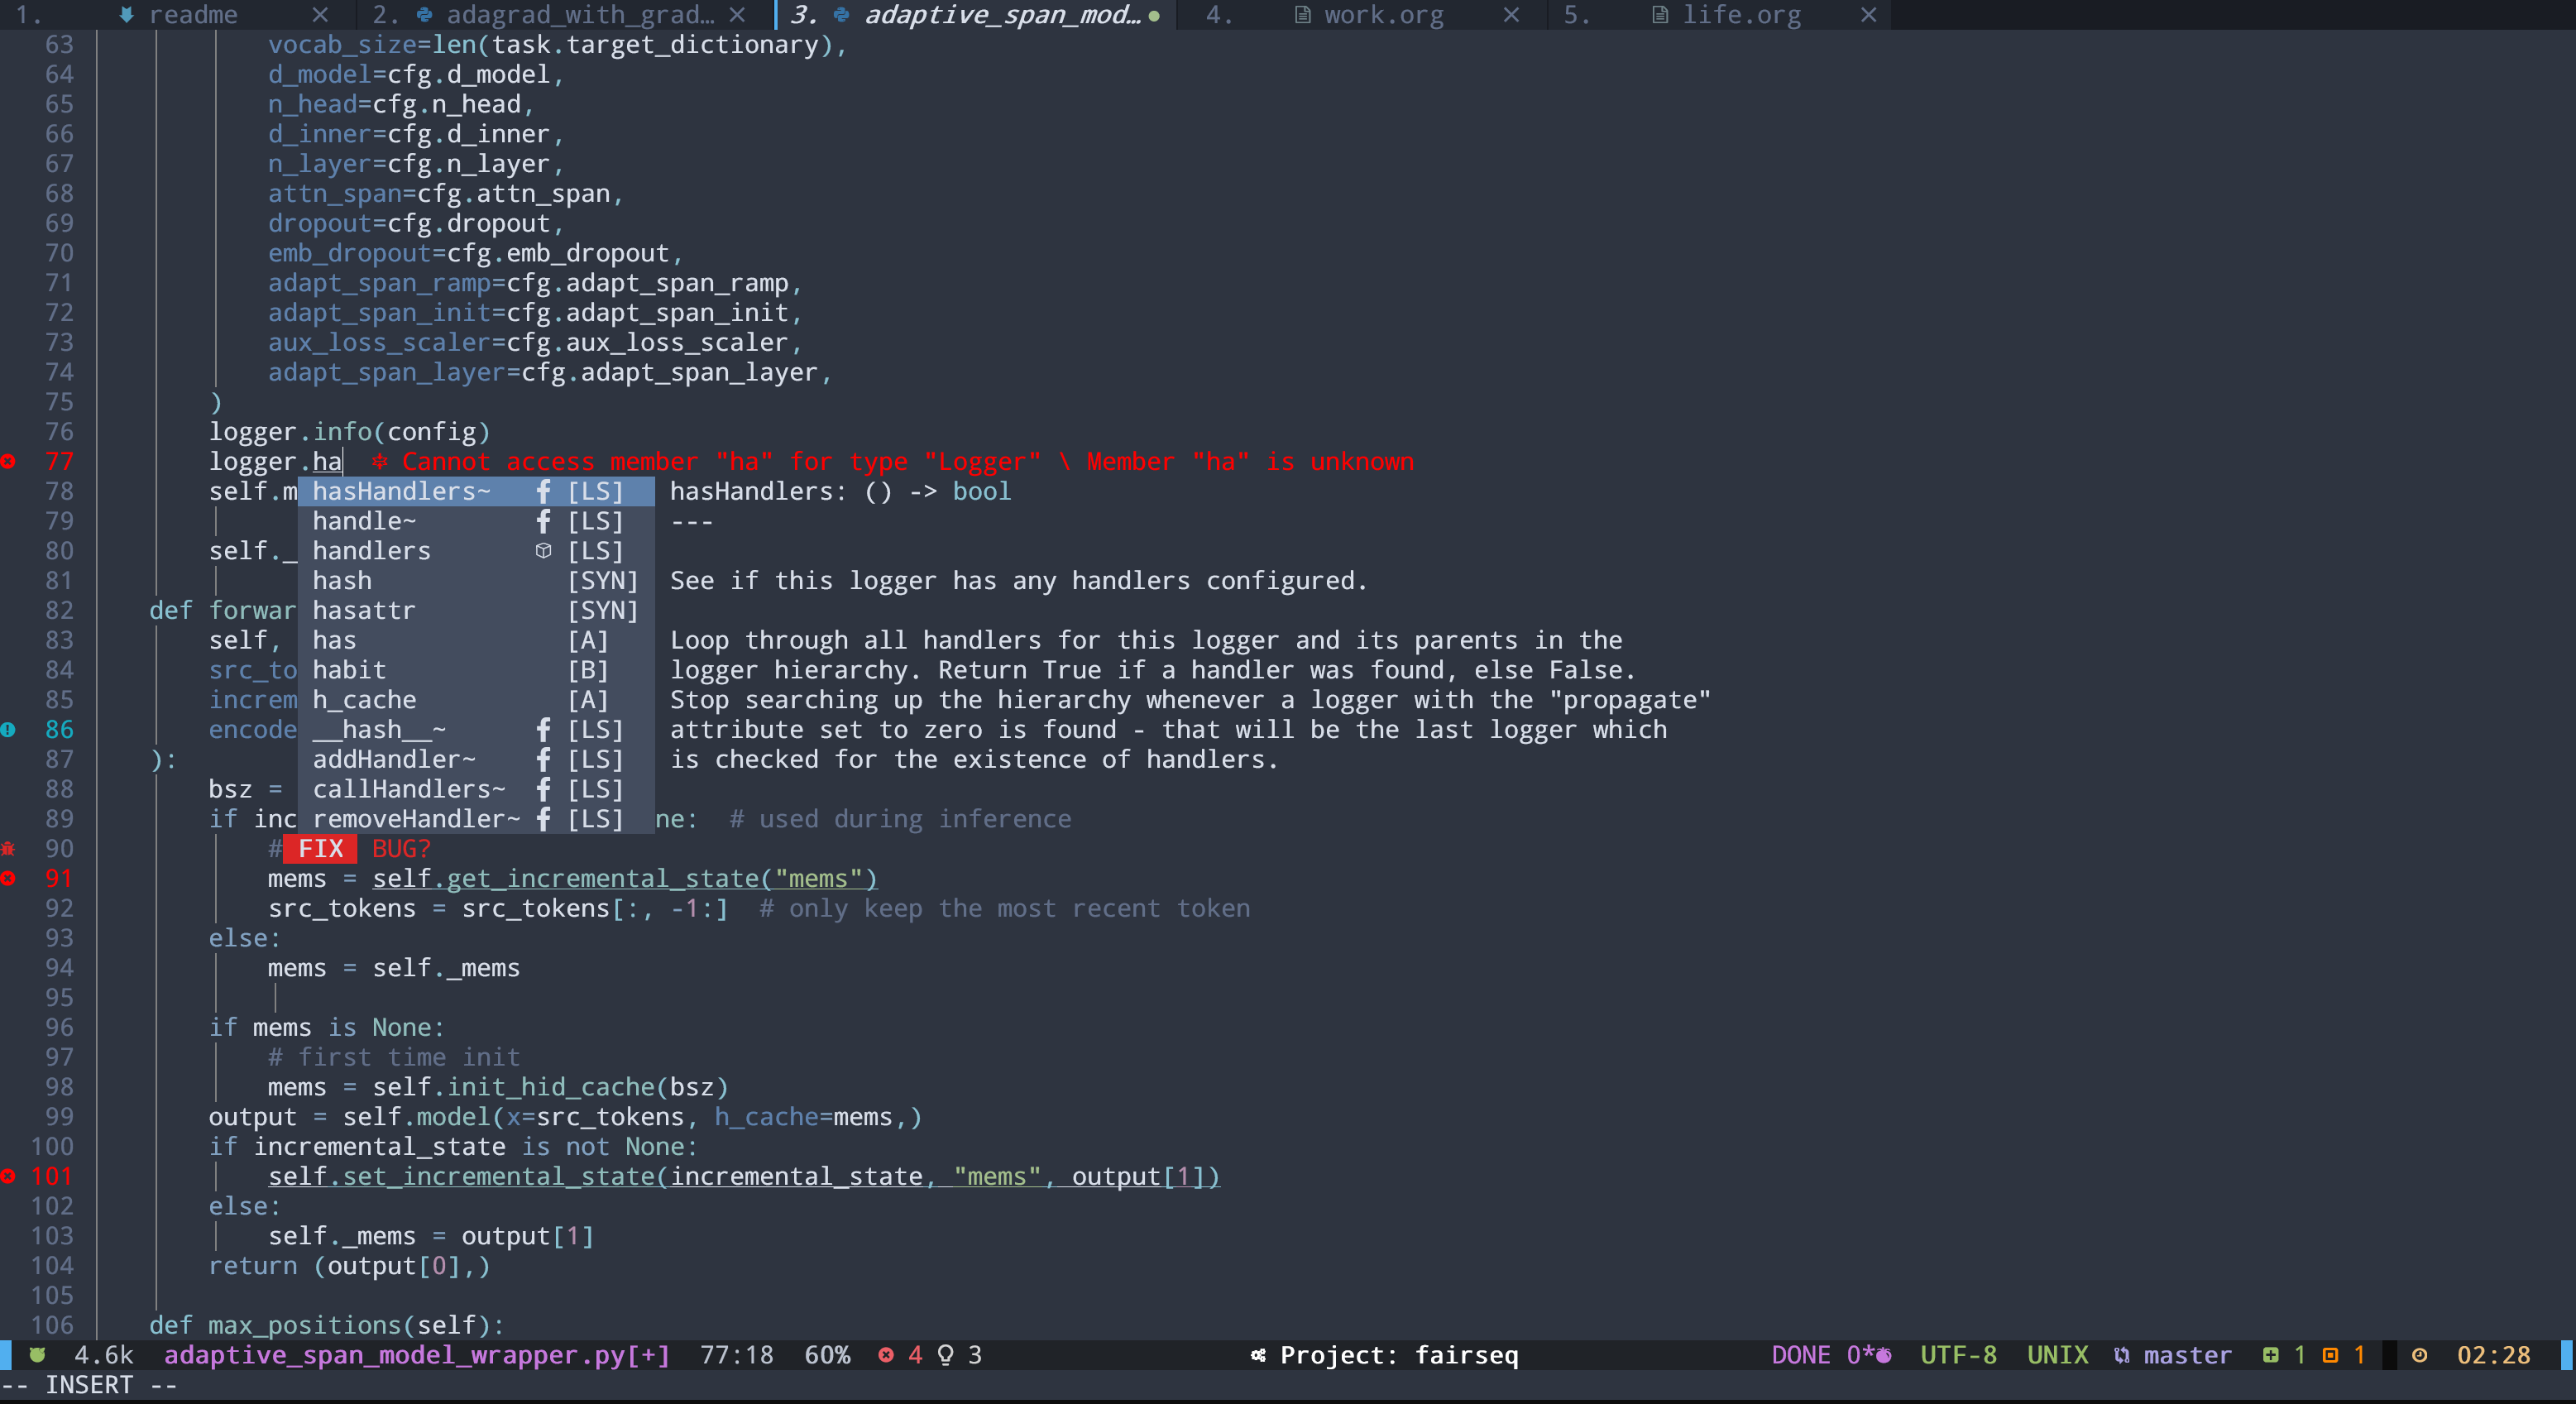 1. readme × 2. adagrad_with_grad… × 3. adaptive_span_mod…● 4. work.org × 5. life.org ×
63 vocab_size=len(task.target_dictionary),
64 d_model=cfg.d_model,
65 n_head=cfg.n_head,
66 d_inner=cfg.d_inner,
67 n_layer=cfg.n_layer,
68 attn_span=cfg.attn_span,
69 dropout=cfg.dropout,
70 emb_dropout=cfg.emb_dropout,
71 adapt_span_ramp=cfg.adapt_span_ramp,
72 adapt_span_init=cfg.adapt_span_init,
73 aux_loss_scaler=cfg.aux_loss_scaler,
74 adapt_span_layer=cfg.adapt_span_layer,
75 )
76 logger.info(config)
77 logger.ha Cannot access member "ha" for type "Logger" \ Member "ha" is unknown
78 self.m hasHandlers~ f [LS] hasHandlers: () -> bool
79 handle~ f [LS] ---
80 self._ handlers [LS]
81 hash [SYN] See if this logger has any handlers configured.
82 def forwar hasattr [SYN]
83 self, has [A] Loop through all handlers for this logger and its parents in the
84 src_to habit [B] logger hierarchy. Return True if a handler was found, else False.
85 increm h_cache [A] Stop searching up the hierarchy whenever a logger with the "propagate"
86 encode __hash__~ f [LS] attribute set to zero is found - that will be the last logger which
87 ): addHandler~ f [LS] is checked for the existence of handlers.
88 bsz = callHandlers~ f [LS]
89 if inc removeHandler~ f [LS] ne: # used during inference
90 # FIX BUG?
91 mems = self.get_incremental_state("mems")
92 src_tokens = src_tokens[:, -1:] # only keep the most recent token
93 else:
94 mems = self._mems
95
96 if mems is None:
97 # first time init
98 mems = self.init_hid_cache(bsz)
99 output = self.model(x=src_tokens, h_cache=mems,)
100 if incremental_state is not None:
101 self.set_incremental_state(incremental_state, "mems", output[1])
102 else:
103 self._mems = output[1]
104 return (output[0],)
105
106 def max_positions(self):
4.6k adaptive_span_model_wrapper.py[+] 77:18 60% 4 3 Project: fairseq DONE 0* UTF-8 UNIX master 1 1 02:28
-- INSERT --